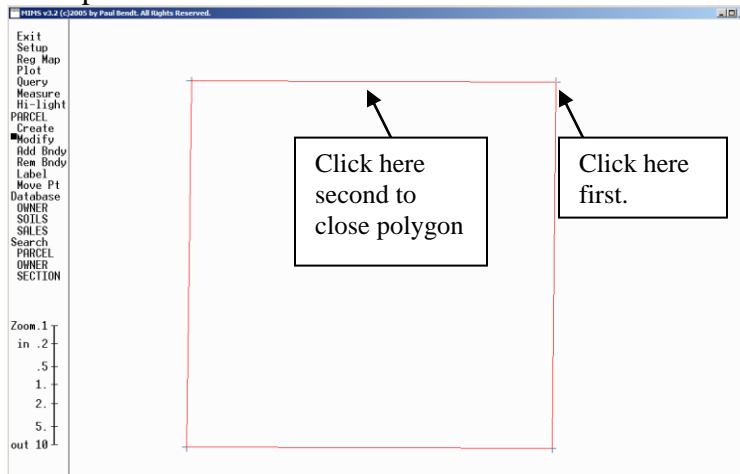 MIMS v3.2 (c)2005 by Paul Bendt. All Rights Reserved.
Exit
Setup
Reg Map
Plot
Query
Measure
Hi-light
PARCEL
Create
Modify
Add Bndy
Rem Bndy
Label
Move Pt
Database
OWNER
SOILS
SALES
Search
PARCEL
OWNER
SECTION
Click here
second to
close polygon
Click here
first.
Zoom.1
in .2
.5
1.
2.
5.
out 10